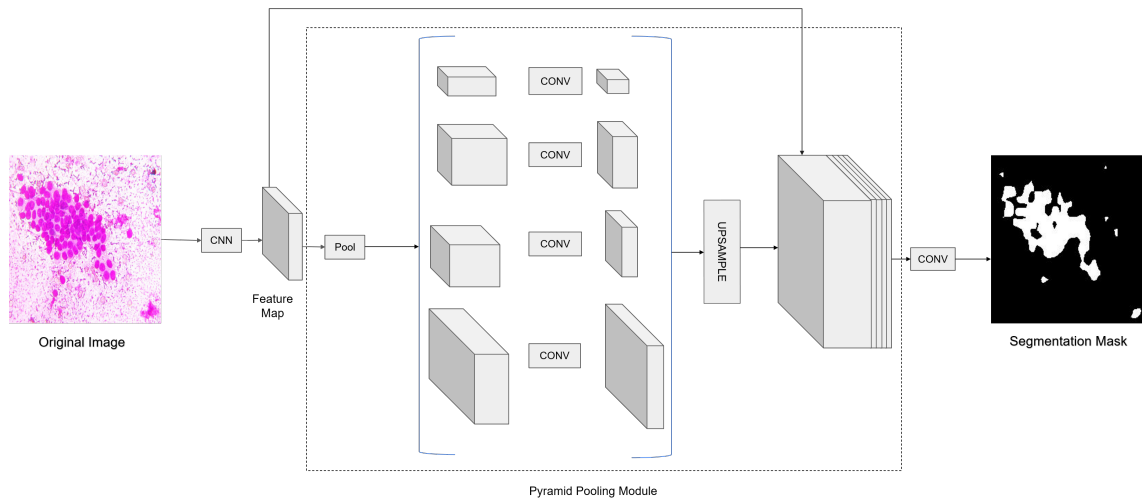 CONV
CONV
CNN
Pool
CONV
UPSAMPLE
CONV
Feature
Map
Original Image
CONV
Segmentation Mask
Pyramid Pooling Module